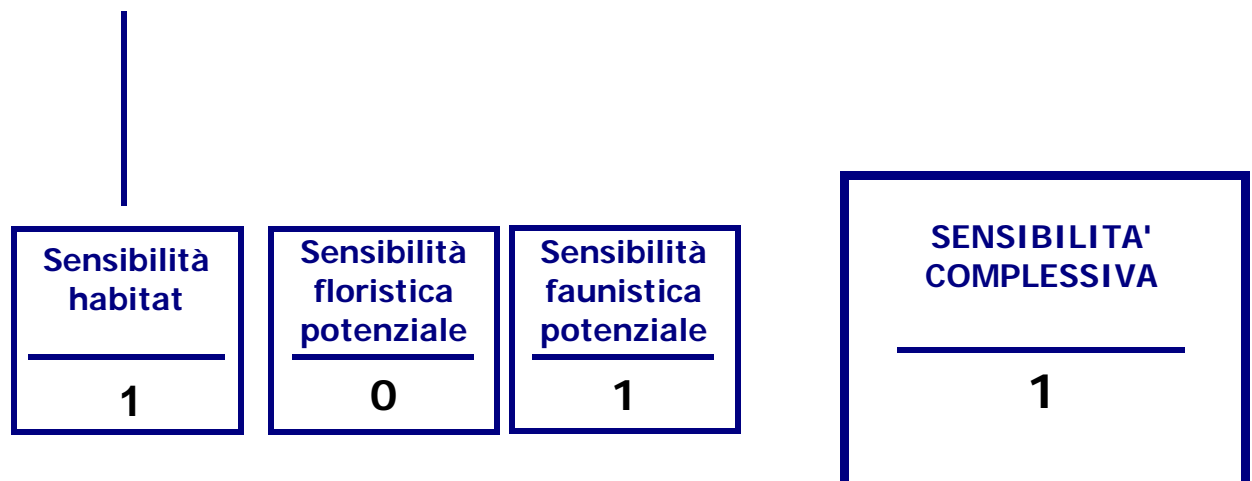 Sensibilità
habitat
1
Sensibilità
floristica
potenziale
0
Sensibilità
faunistica
potenziale
1
SENSIBILITA'
COMPLESSIVA
1